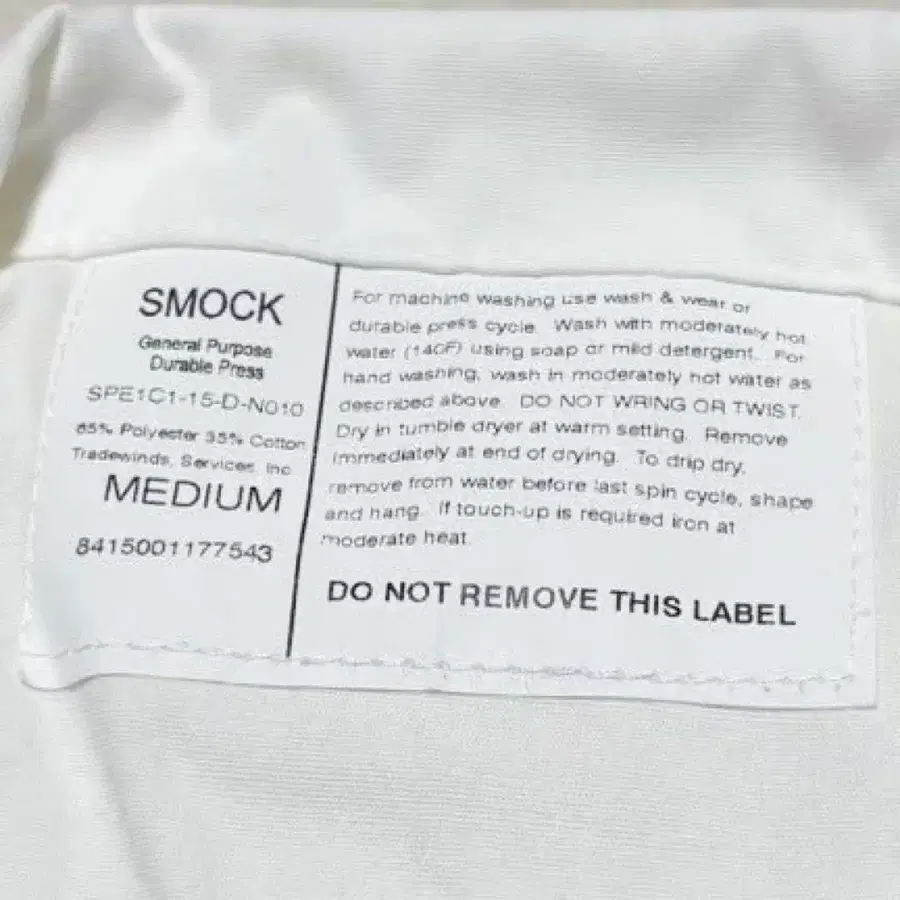 SMOCK
General Purpose
Durable Press
SPE1C1-15-D-N010
65% Polyester 35% Cotton
Tradewinds, Services Inc
MEDIUM
8415001177543
For machine washing use wash & wear or
durable press cycle. Wash with moderately hot
water (140F) using soap or mild detergent. For
hand washing, wash in moderately hot water as
described above. DO NOT WRING OR TWIST.
Dry in tumble dryer at warm setting. Remove
immediately at end of drying. To drip dry,
remove from water before last spin cycle, shape
and hang. If touch-up is required iron at
moderate heat.
DO NOT REMOVE THIS LABEL